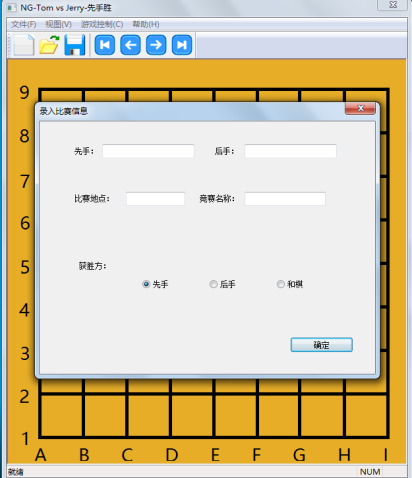 NG-Tom vs Jerry-先手胜
文件(F) 视图(V) 游戏控制(C) 帮助(H)
9
录入比赛信息
8
先手： 后手：
7
比赛地点： 竞赛名称：
6
5
获胜方：
先手 后手 和棋
4
确定
3
2
1
A B C D E F G H I
就绪 NUM